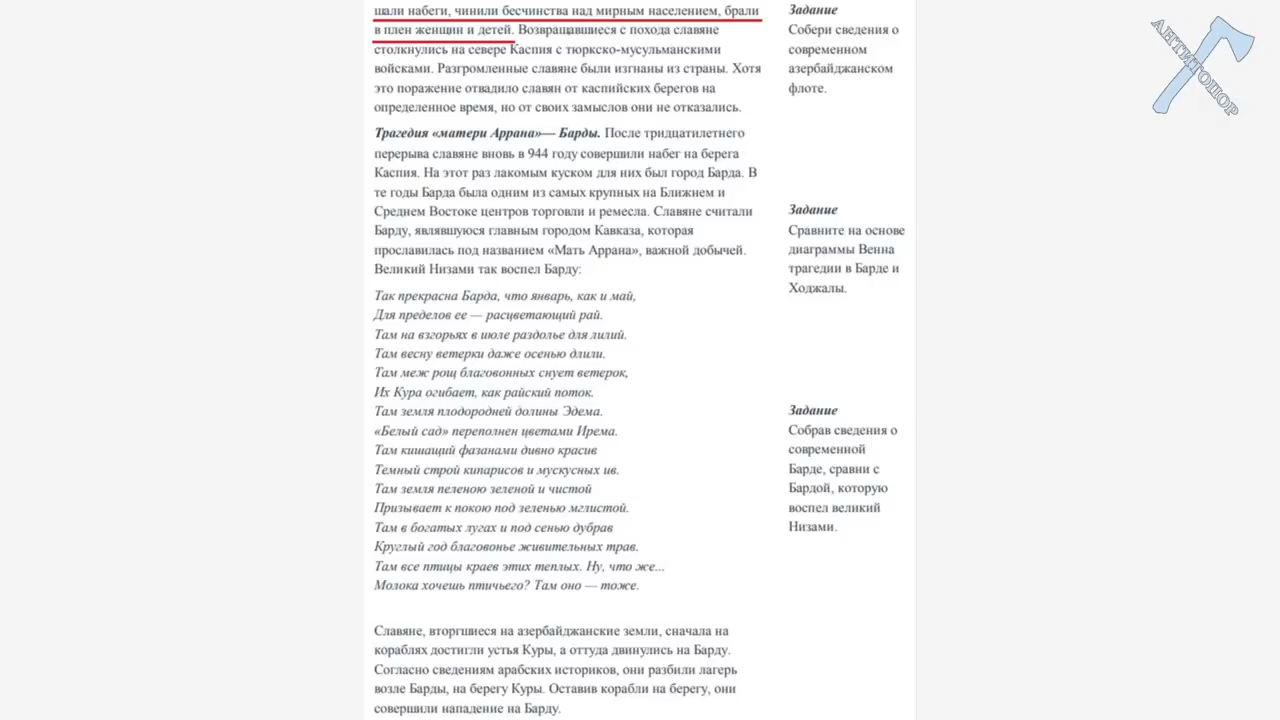 шали набеги, чинили бесчинства над мирным населением, брали
в плен женщин и детей. Возвращавшиеся с похода славяне
столкнулись на севере Каспия с тюркско-мусульманскими
войсками. Разгромленные славяне были изгнаны из страны. Хотя
это поражение отвадило славян от каспийских берегов на
определенное время, но от своих замыслов они не отказались.
Трагедия «матери Аррана»— Барды. После тридцатилетнего
перерыва славяне вновь в 944 году совершили набег на берега
Каспия. На этот раз лакомым куском для них был город Барда. В
те годы Барда была одним из самых крупных на Ближнем и
Среднем Востоке центров торговли и ремесла. Славяне считали
Барду, являвшуюся главным городом Кавказа, которая
прославилась под названием «Мать Аррана», важной добычей.
Великий Низами так воспел Барду:
Так прекрасна Барда, что январь, как и май,
Для пределов ее — расцветающий рай.
Там на взгорьях в июле раздолье для лилий.
Там весну ветерки даже осенью длили.
Там меж рощ благовонных снует ветерок,
Их Кура огибает, как райский поток.
Там земля плодородней долины Эдема.
«Белый сад» переполнен цветами Ирема.
Там кишащий фазанами дивно красив
Темный строй кипарисов и мускусных ив.
Там земля пеленою зеленой и чистой
Призывает к покою под зеленью мглистой.
Там в богатых лугах и под сенью дубрав
Круглый год благовонье живительных трав.
Там все птицы краев этих теплых. Ну, что же...
Молока хочешь птичьего? Там оно — тоже.
Славяне, вторгшиеся на азербайджанские земли, сначала на
кораблях достигли устья Куры, а оттуда двинулись на Барду.
Согласно сведениям арабских историков, они разбили лагерь
возле Барды, на берегу Куры. Оставив корабли на берегу, они
совершили нападение на Барду.
Задание
Собери сведения о
современном
азербайджанском
флоте.
Задание
Сравните на основе
диаграммы Венна
трагедии в Барде и
Ходжалы.
Задание
Собрав сведения о
современной
Барде, сравни с
Бардой, которую
воспел великий
Низами.
АНТИТОПОР